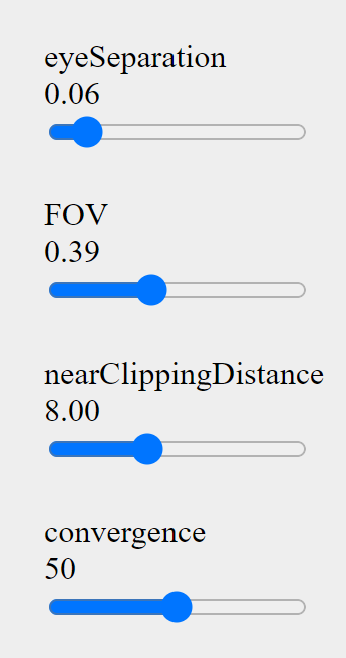 eyeSeparation
0.06
FOV
0.39
nearClippingDistance
8.00
convergence
50